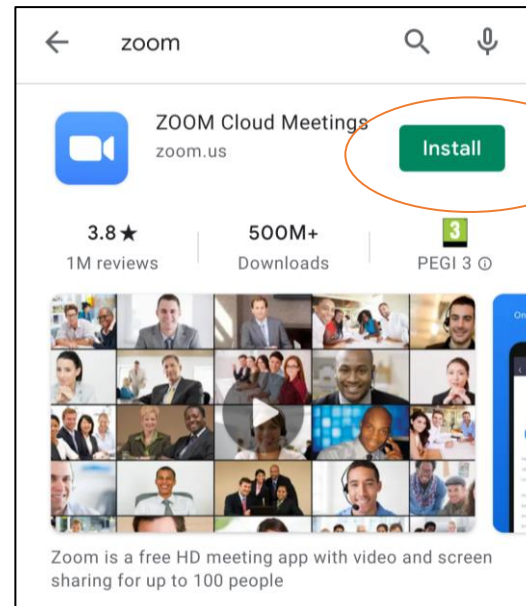 zoom
ZOOM Cloud Meetings
zoom.us
Install
3.8★
500M+
3
1M reviews
Downloads
PEGI 3 ⓘ
On
Zoom is a free HD meeting app with video and screen
sharing for up to 100 people